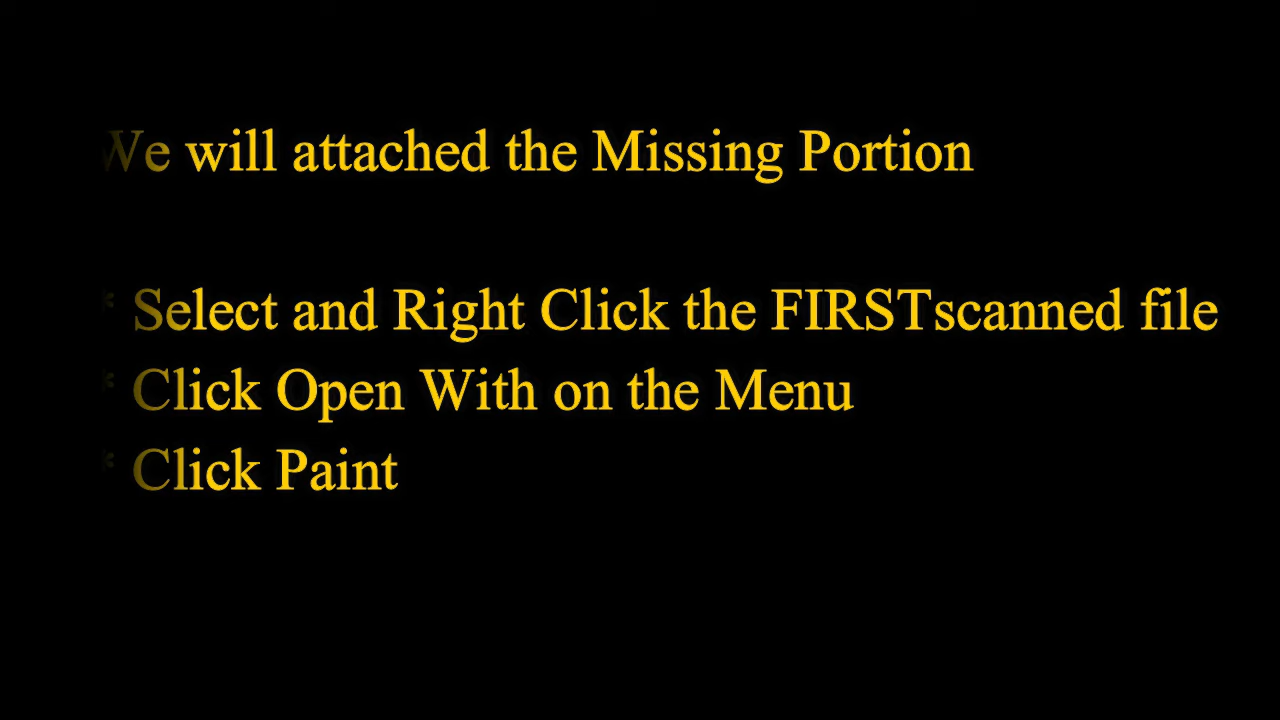 We will attached the Missing Portion
* Select and Right Click the FIRSTscanned file
* Click Open With on the Menu
* Click Paint